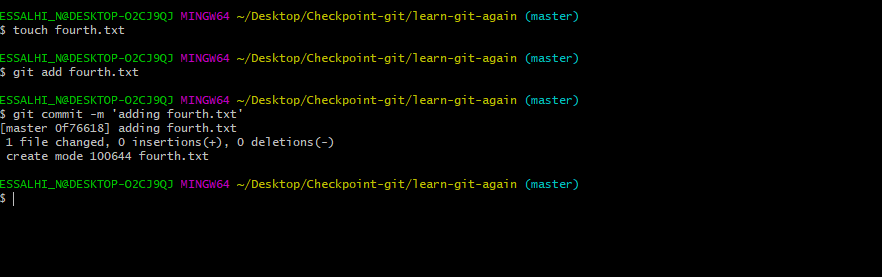 ESSALHI_N@DESKTOP-O2CJ9QJ MINGW64 ~/Desktop/Checkpoint-git/learn-git-again (master)
$ touch fourth.txt
ESSALHI_N@DESKTOP-O2CJ9QJ MINGW64 ~/Desktop/Checkpoint-git/learn-git-again (master)
$ git add fourth.txt
ESSALHI_N@DESKTOP-O2CJ9QJ MINGW64 ~/Desktop/Checkpoint-git/learn-git-again (master)
$ git commit -m 'adding fourth.txt'
[master 0f76618] adding fourth.txt
 1 file changed, 0 insertions(+), 0 deletions(-)
 create mode 100644 fourth.txt
ESSALHI_N@DESKTOP-O2CJ9QJ MINGW64 ~/Desktop/Checkpoint-git/learn-git-again (master)
$